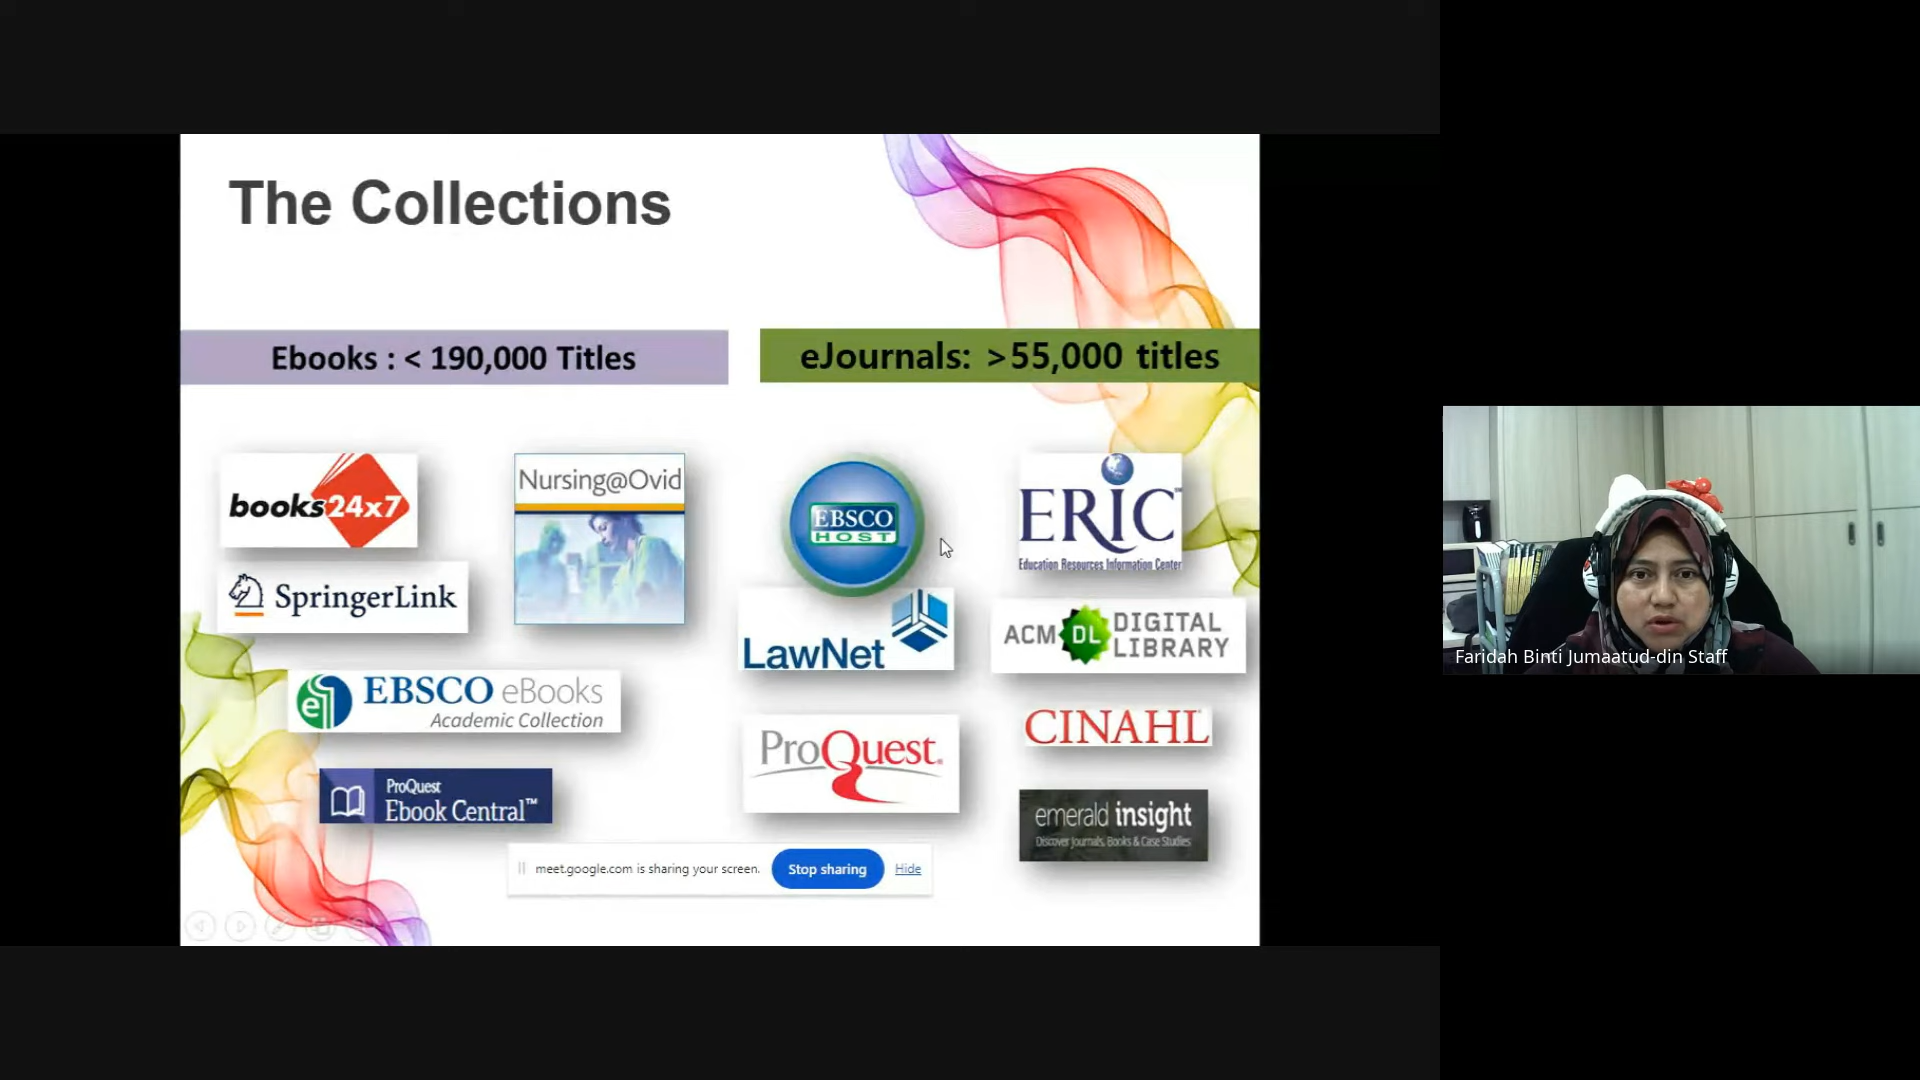 The Collections
Ebooks : < 190,000 Titles
eJournals: >55,000 titles
books24x7
Nursing@Ovid
SpringerLink
EBSCO eBooks
Academic Collection
ProQuest
Ebook Central™
EBSCO
HOST
ERIC™
Education Resources Information Center
LawNet
ACM DL DIGITAL
LIBRARY
ProQuest.
CINAHL®
emerald insight
Discover Journals, Books & Case Studies
meet.google.com is sharing your screen.
Stop sharing
Hide
Faridah Binti Jumaatud-din Staff